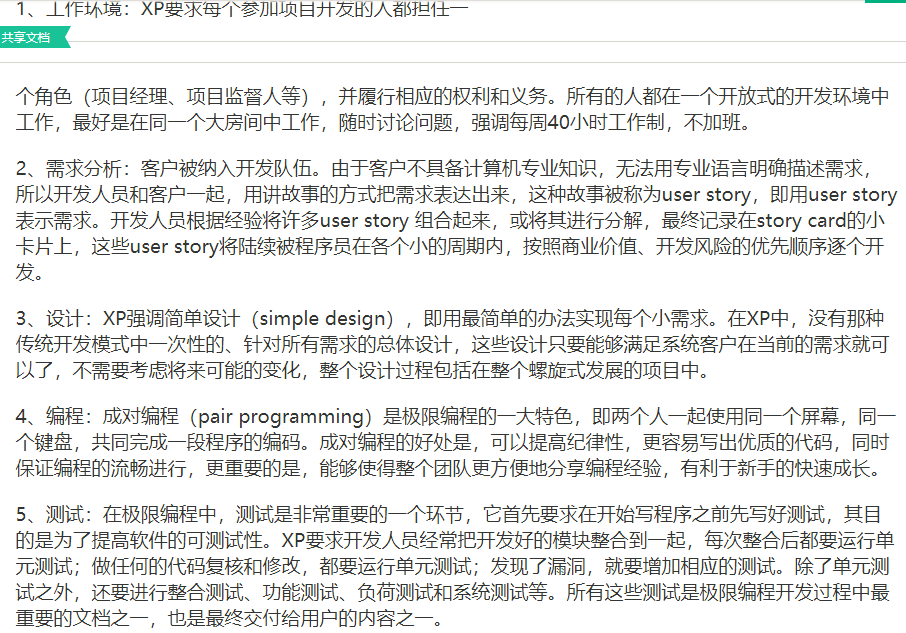 1、工作环境：XP要求每个参加项目开发的人都担任一
共享文档
个角色（项目经理、项目监督人等），并履行相应的权利和义务。所有的人都在一个开放式的开发环境中
工作，最好是在同一个大房间中工作，随时讨论问题，强调每周40小时工作制，不加班。
2、需求分析：客户被纳入开发队伍。由于客户不具备计算机专业知识，无法用专业语言明确描述需求，
所以开发人员和客户一起，用讲故事的方式把需求表达出来，这种故事被称为user story，即用user story
表示需求。开发人员根据经验将许多user story 组合起来，或将其进行分解，最终记录在story card的小
卡片上，这些user story将陆续被程序员在各个小的周期内，按照商业价值、开发风险的优先顺序逐个开
发。
3、设计：XP强调简单设计（simple design），即用最简单的办法实现每个小需求。在XP中，没有那种
传统开发模式中一次性的、针对所有需求的总体设计，这些设计只要能够满足系统客户在当前的需求就可
以了，不需要考虑将来可能的变化，整个设计过程包括在整个螺旋式发展的项目中。
4、编程：成对编程（pair programming）是极限编程的一大特色，即两个人一起使用同一个屏幕，同一
个键盘，共同完成一段程序的编码。成对编程的好处是，可以提高纪律性，更容易写出优质的代码，同时
保证编程的流畅进行，更重要的是，能够使得整个团队更方便地分享编程经验，有利于新手的快速成长。
5、测试：在极限编程中，测试是非常重要的一个环节，它首先要求在开始写程序之前先写好测试，其目
的是为了提高软件的可测试性。XP要求开发人员经常把开发好的模块整合到一起，每次整合后都要运行单
元测试；做任何的代码复核和修改，都要运行单元测试；发现了漏洞，就要增加相应的测试。除了单元测
试之外，还要进行整合测试、功能测试、负荷测试和系统测试等。所有这些测试是极限编程开发过程中最
重要的文档之一，也是最终交付给用户的内容之一。